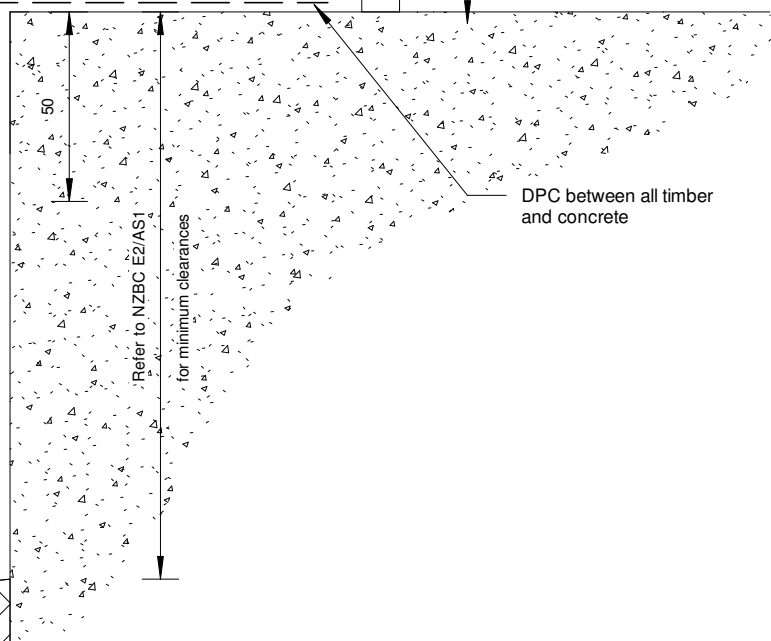 50
Refer to NZBC E2/AS1
for minimum clearances
DPC between all timber
and concrete